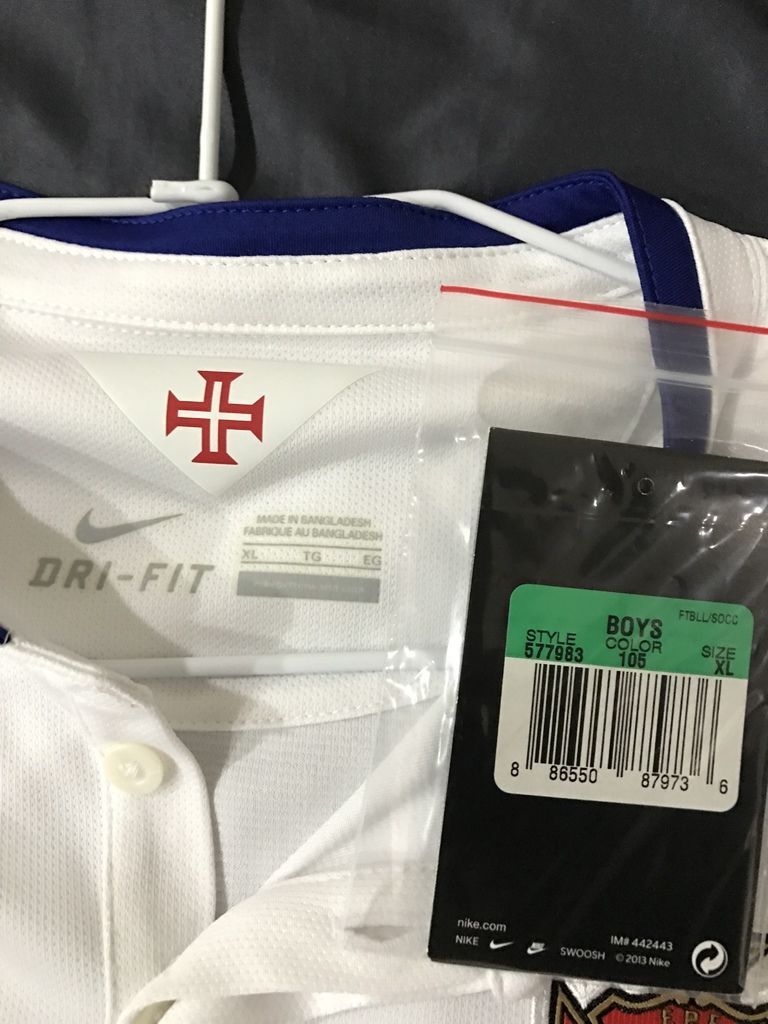 MADE IN BANGLADESH
FABRIQUE AU BANGLADESH
XL TG EG
DRI-FIT
FTBLL/SOCC
BOYS
STYLE COLOR SIZE
577983 105 XL
8 86550 87973 6
nike.com
NIKE SWOOSH
IM# 442443
©2013 Nike
FPF